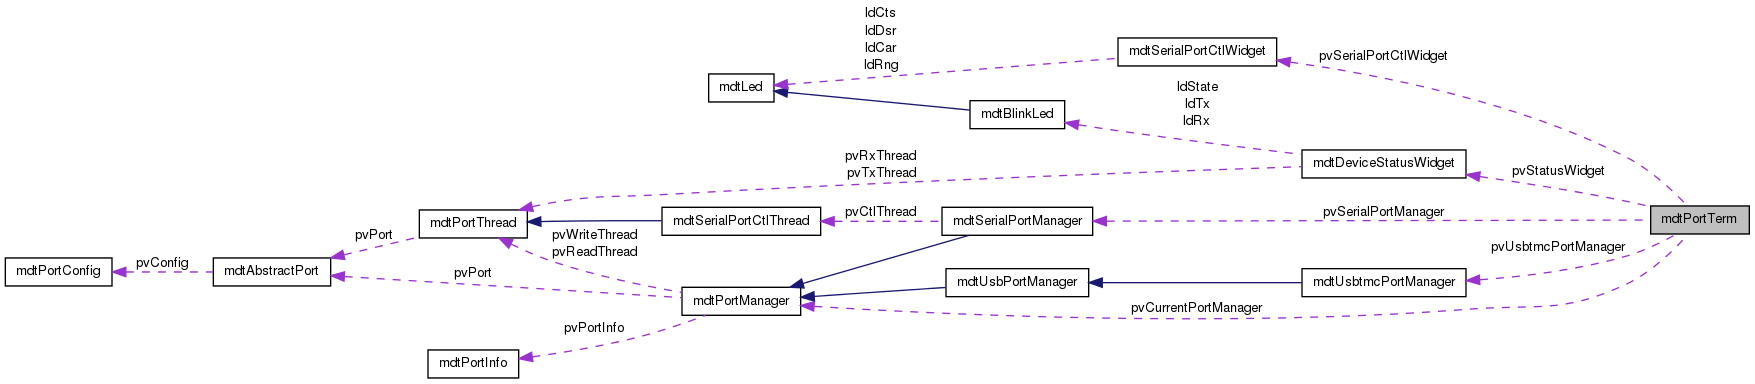 ldCts
ldDsr
ldCar
ldRng
mdtSerialPortCtlWidget
pvSerialPortCtlWidget
mdtLed
mdtBlinkLed
ldState
ldTx
ldRx
pvRxThread
pvTxThread
mdtDeviceStatusWidget
pvStatusWidget
mdtPortThread
mdtSerialPortCtlThread
pvCtlThread
mdtSerialPortManager
pvSerialPortManager
mdtPortTerm
pvPort
pvWriteThread
pvReadThread
pvUsbtmcPortManager
mdtPortConfig
pvConfig
mdtAbstractPort
pvPort
mdtUsbPortManager
mdtUsbtmcPortManager
mdtPortManager
pvCurrentPortManager
pvPortInfo
mdtPortInfo